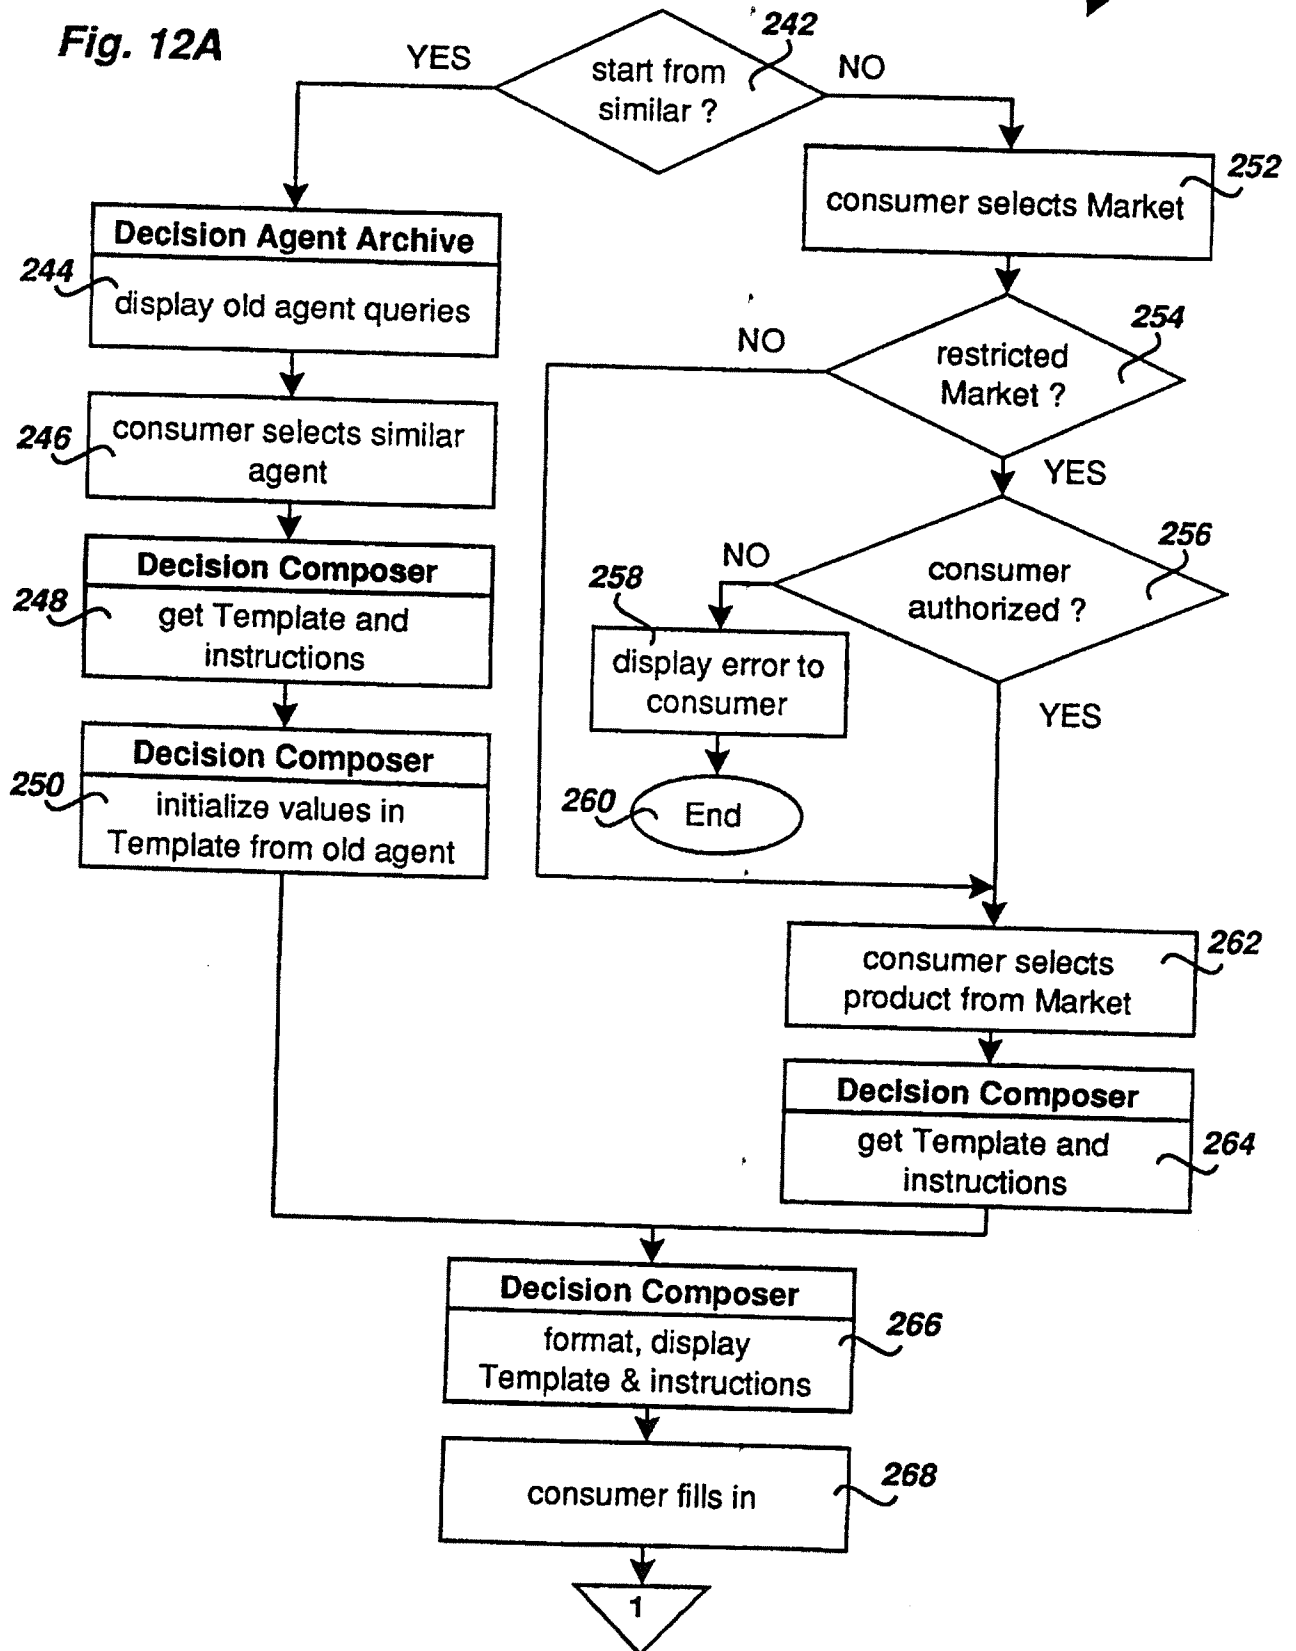 Fig. 12A
242
YES
start from
similar ?
NO
252
consumer selects Market
Decision Agent Archive
244
display old agent queries
254
NO
restricted
Market ?
YES
246
consumer selects similar
agent
256
NO
consumer
authorized ?
258
YES
Decision Composer
248
get Template and
instructions
display error to
consumer
260
End
Decision Composer
250
initialize values in
Template from old agent
262
consumer selects
product from Market
Decision Composer
264
get Template and
instructions
Decision Composer
266
format, display
Template & instructions
268
consumer fills in
1